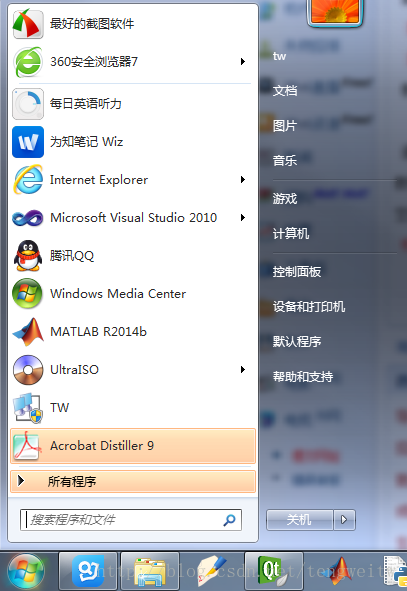 最好的截图软件
360安全浏览器7
每日英语听力
为知笔记 Wiz
Internet Explorer
Microsoft Visual Studio 2010
腾讯QQ
Windows Media Center
MATLAB R2014b
UltraISO
TW
Acrobat Distiller 9
所有程序
搜索程序和文件
tw
文档
图片
音乐
游戏
计算机
控制面板
设备和打印机
默认程序
帮助和支持
关机
Qt
http://blog.csdn.net/tengweitw